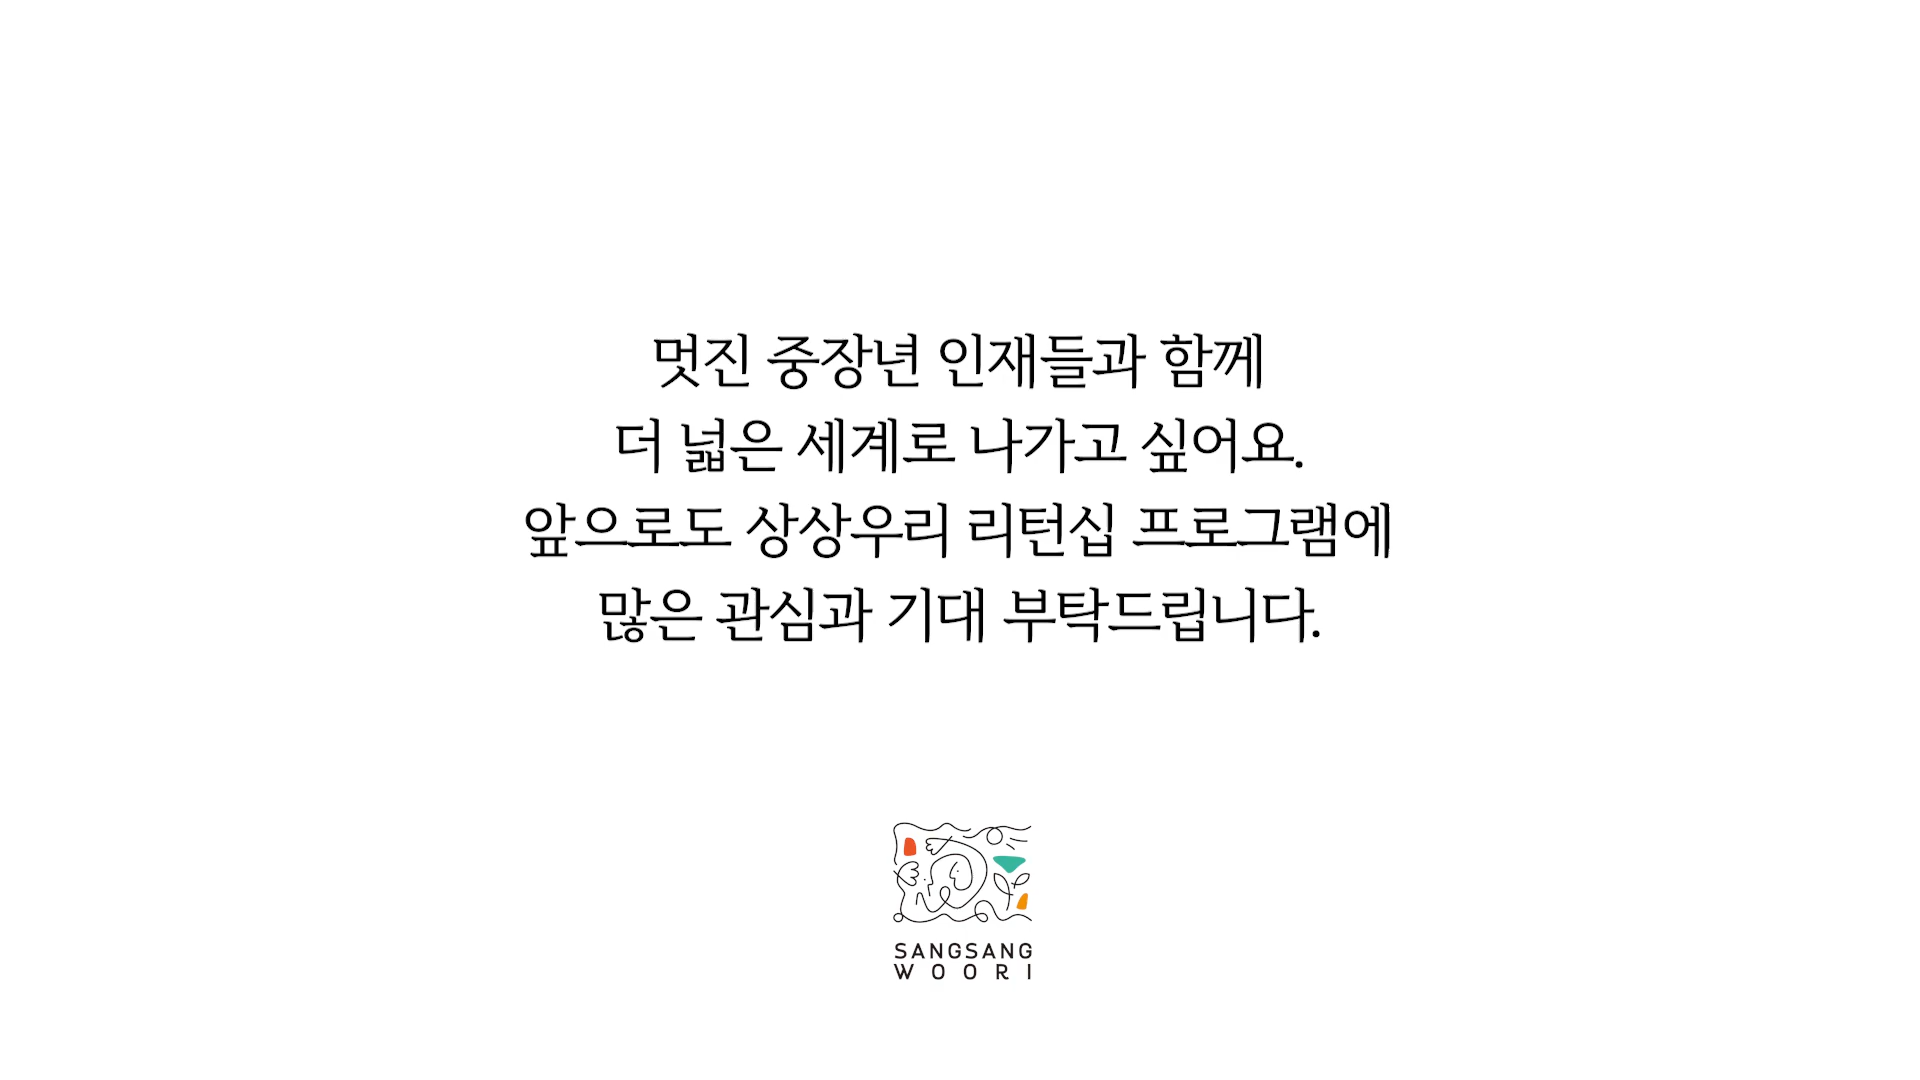 멋진 중장년 인재들과 함께
더 넓은 세계로 나가고 싶어요.
앞으로도 상상우리 리턴십 프로그램에
많은 관심과 기대 부탁드립니다.
SANGSANG
WOORI